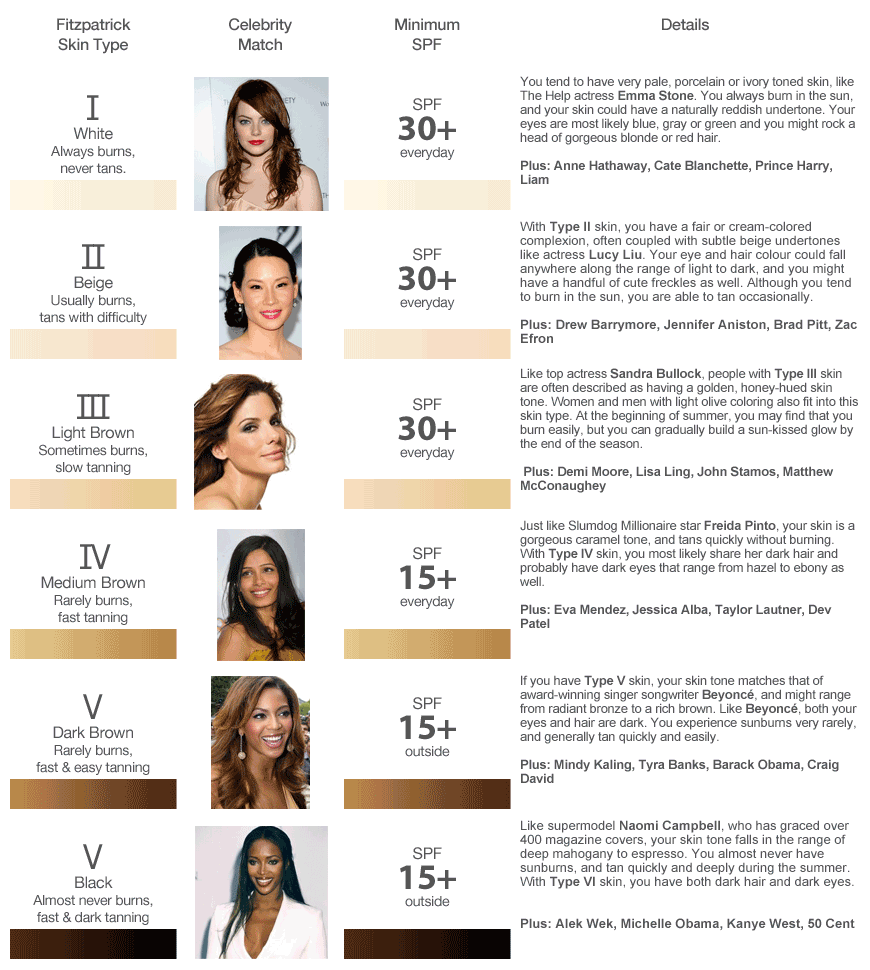 Fitzpatrick
Skin Type
Celebrity
Match
Minimum
SPF
Details
I
White
Always burns,
never tans.
SPF
30+
everyday
You tend to have very pale, porcelain or ivory toned skin, like
The Help actress Emma Stone. You always burn in the sun,
and your skin could have a naturally reddish undertone. Your
eyes are most likely blue, gray or green and you might rock a
head of gorgeous blonde or red hair.
Plus: Anne Hathaway, Cate Blanchette, Prince Harry,
Liam
II
Beige
Usually burns,
tans with difficulty
SPF
30+
everyday
With Type II skin, you have a fair or cream-colored
complexion, often coupled with subtle beige undertones
like actress Lucy Liu. Your eye and hair colour could fall
anywhere along the range of light to dark, and you might
have a handful of cute freckles as well. Although you tend
to burn in the sun, you are able to tan occasionally.
Plus: Drew Barrymore, Jennifer Aniston, Brad Pitt, Zac
Efron
III
Light Brown
Sometimes burns,
slow tanning
SPF
30+
everyday
Like top actress Sandra Bullock, people with Type III skin
are often described as having a golden, honey-hued skin
tone. Women and men with light olive coloring also fit into this
skin type. At the beginning of summer, you may find that you
burn easily, but you can gradually build a sun-kissed glow by
the end of the season.
Plus: Demi Moore, Lisa Ling, John Stamos, Matthew
McConaughey
IV
Medium Brown
Rarely burns,
fast tanning
SPF
15+
everyday
Just like Slumdog Millionaire star Freida Pinto, your skin is a
gorgeous caramel tone, and tans quickly without burning.
With Type IV skin, you most likely share her dark hair and
probably have dark eyes that range from hazel to ebony as
well.
Plus: Eva Mendez, Jessica Alba, Taylor Lautner, Dev
Patel
V
Dark Brown
Rarely burns,
fast & easy tanning
SPF
15+
outside
If you have Type V skin, your skin tone matches that of
award-winning singer songwriter Beyoncé, and might range
from radiant bronze to a rich brown. Like Beyoncé, both your
eyes and hair are dark. You experience sunburns very rarely,
and generally tan quickly and easily.
Plus: Mindy Kaling, Tyra Banks, Barack Obama, Craig
David
V
Black
Almost never burns,
fast & dark tanning
SPF
15+
outside
Like supermodel Naomi Campbell, who has graced over
400 magazine covers, your skin tone falls in the range of
deep mahogany to espresso. You almost never have
sunburns, and tan quickly and deeply during the summer.
With Type VI skin, you have both dark hair and dark eyes.
Plus: Alek Wek, Michelle Obama, Kanye West, 50 Cent